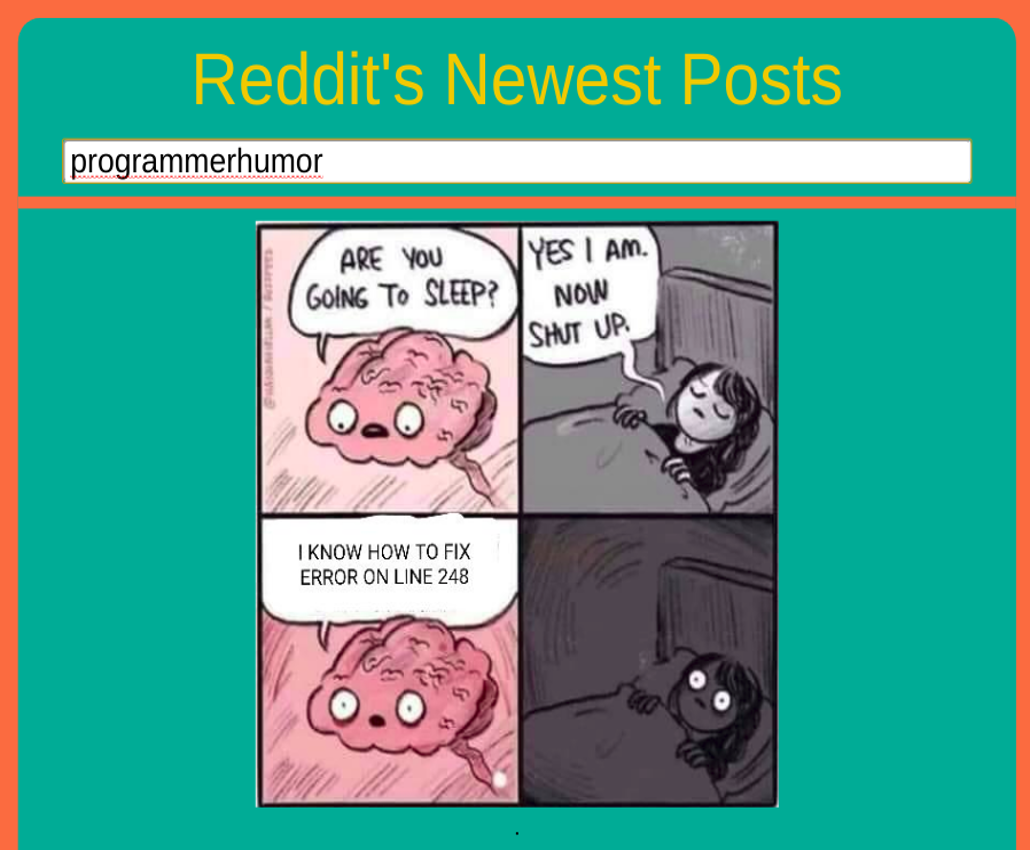 Reddit's Newest Posts
programmerhumor
ARE YOU
GOING TO SLEEP?
YES I AM.
NOW
SHUT UP.
I KNOW HOW TO FIX
ERROR ON LINE 248
.